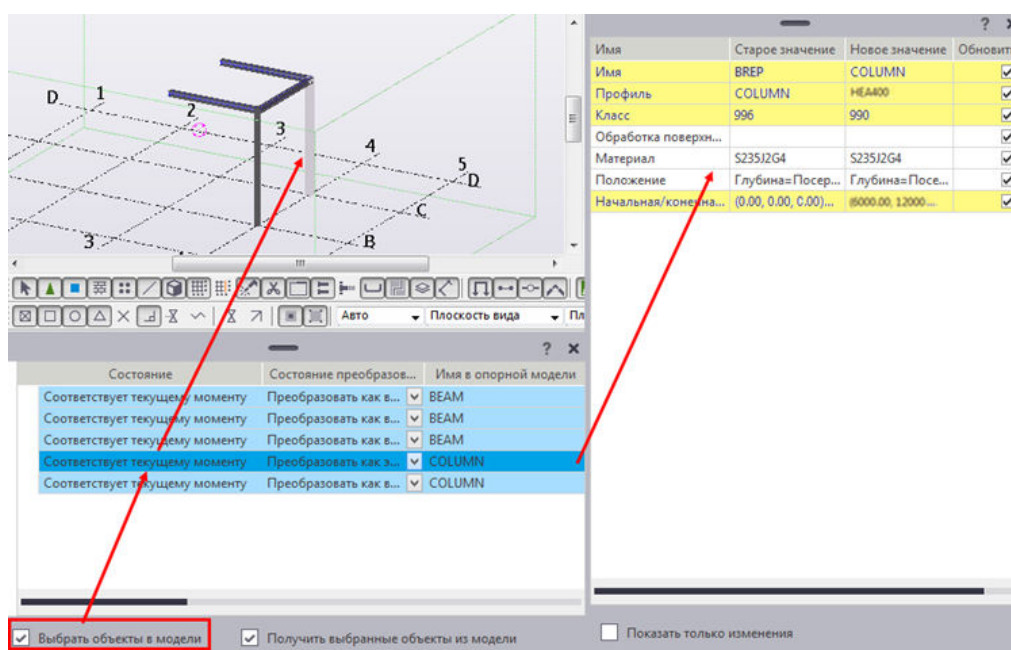 D 1
2
3
4
5
D
C
3
B
Авто Плоскость вида Пл
? ×
Состояние Состояние преобразов... Имя в опорной модели
Соответствует текущему моменту Преобразовать как в... BEAM
Соответствует текущему моменту Преобразовать как в... BEAM
Соответствует текущему моменту Преобразовать как в... BEAM
Соответствует текущему моменту Преобразовать как э... COLUMN
Соответствует текущему моменту Преобразовать как в... COLUMN
Выбрать объекты в модели Получить выбранные объекты из модели
?
Имя Старое значение Новое значение Обновит
Имя BREP COLUMN
Профиль COLUMN HEA400
Класс 996 990
Обработка поверхн...
Материал S235J2G4 S235J2G4
Положение Глубина=Посер... Глубина=Посе...
Начальная/конечна... (0.00, 0.00, 0.00)... (6000.00, 12000....
Показать только изменения